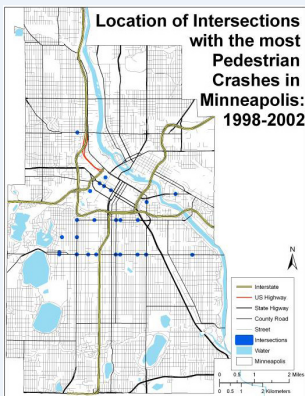 Location of Intersections
with the most
Pedestrian
Crashes in
Minneapolis:
1998-2002
N
Interstate
US Highway
State Higway
County Road
Street
Intersections
Water
Minneapolis
0 0.5 1 2 Miles
0 0.5 1 2 Kilometers